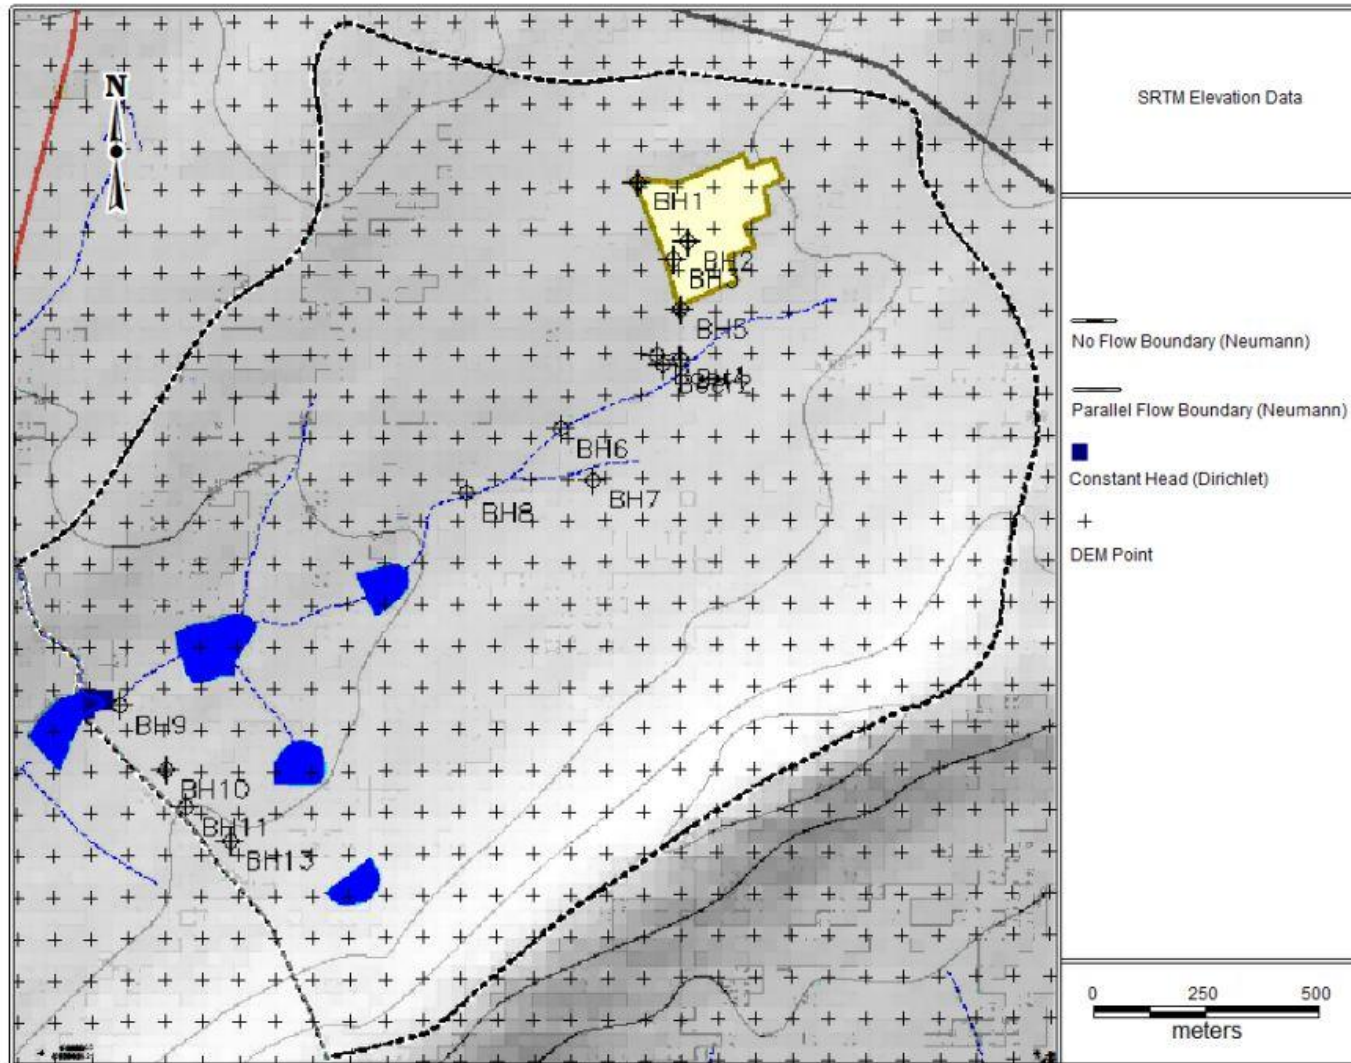 N
BH1
BH2
BH3
BH5
BH6
BH7
BH8
BH9
BH10
BH11
BH13
SRTM Elevation Data
No Flow Boundary (Neumann)
Parallel Flow Boundary (Neumann)
Constant Head (Dirichlet)
DEM Point
0 250 500
meters